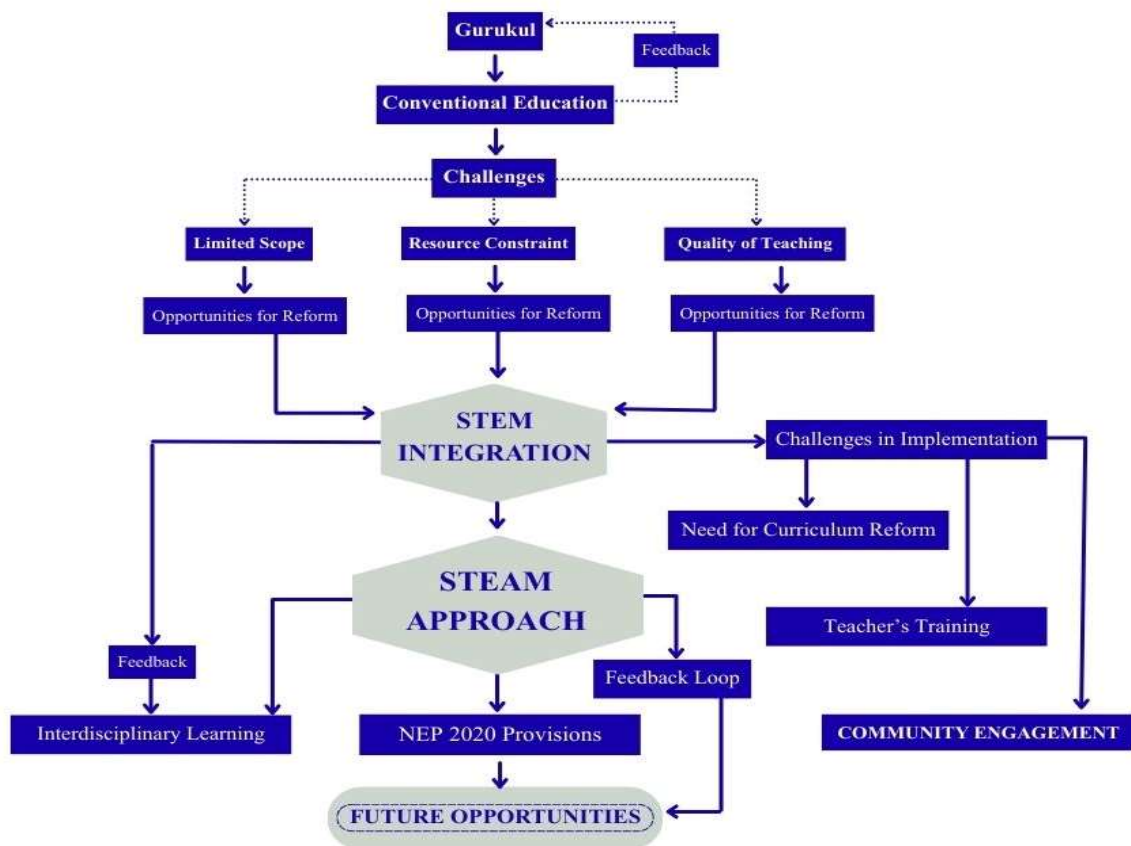 Gurukul
Feedback
Conventional Education
Challenges
Limited Scope
Resource Constraint
Quality of Teaching
Opportunities for Reform
Opportunities for Reform
Opportunities for Reform
STEM
INTEGRATION
Challenges in Implementation
Need for Curriculum Reform
STEAM
APPROACH
Teacher's Training
Feedback
Feedback Loop
Interdisciplinary Learning
NEP 2020 Provisions
COMMUNITY ENGAGEMENT
FUTURE OPPORTUNITIES